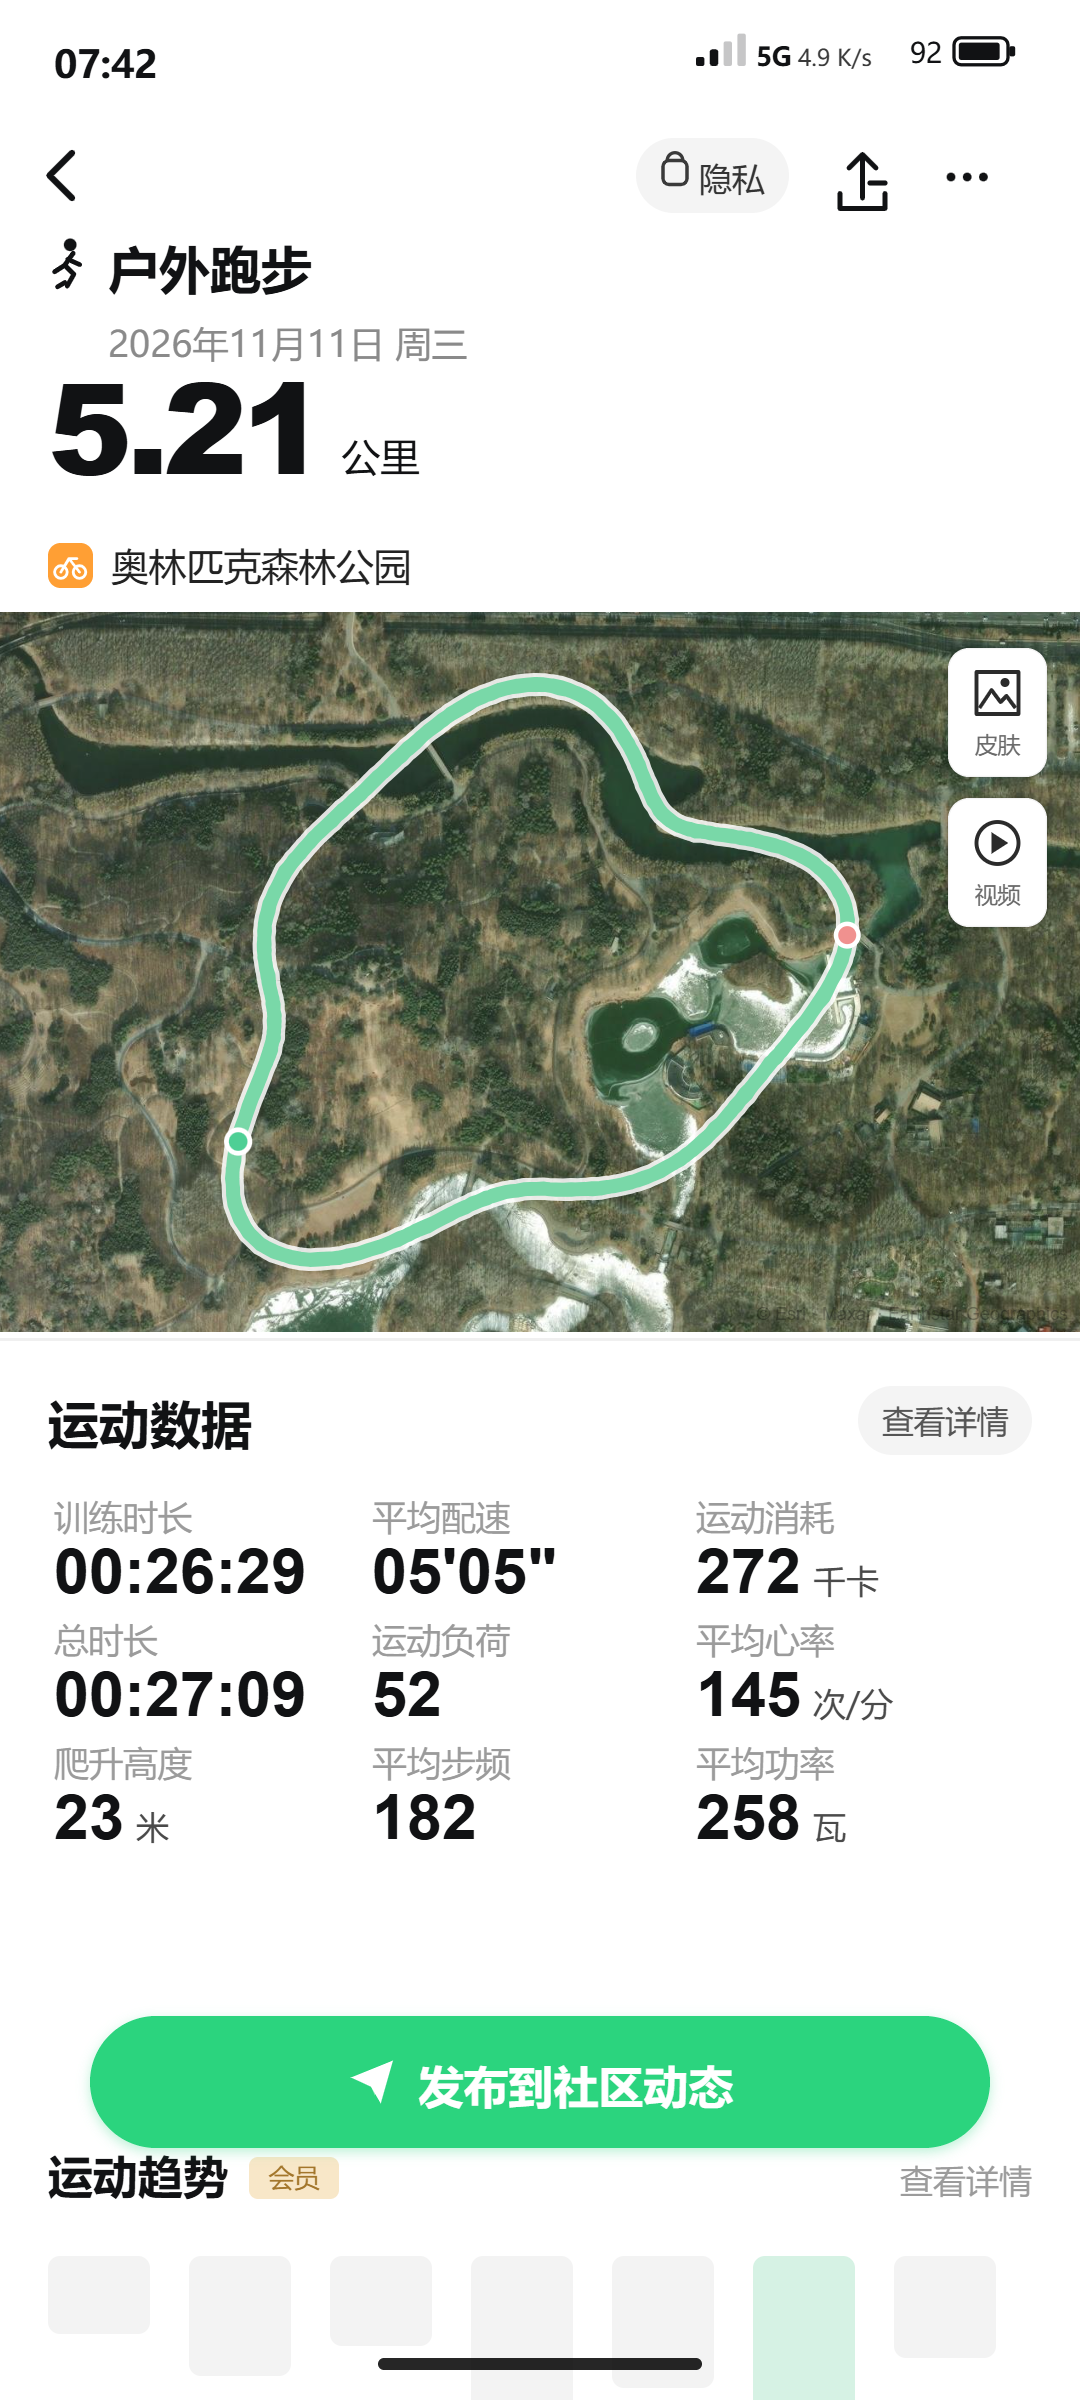 07:42
5G 4.9 K/s 92
隐私
户外跑步
2026年11月11日 周三
5.21 公里
奥林匹克森林公园
皮肤
视频
© Esri, Maxar, Earthstar Geographics
运动数据 查看详情
训练时长 平均配速 运动消耗
00:26:29 05'05" 272 千卡
总时长 运动负荷 平均心率
00:27:09 52 145 次/分
爬升高度 平均步频 平均功率
23 米 182 258 瓦
发布到社区动态
运动趋势 会员 查看详情